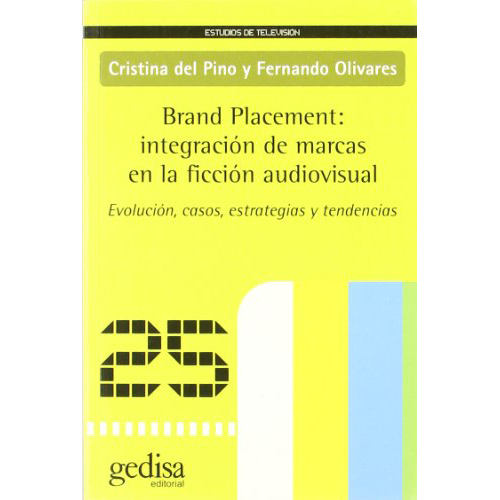 ESTUDIOS DE TELEVISIÓN
Cristina del Pino y Fernando Olivares
Brand Placement:
integración de marcas
en la ficción audiovisual
Evolución, casos, estrategias y tendencias
25
gedisa
editorial